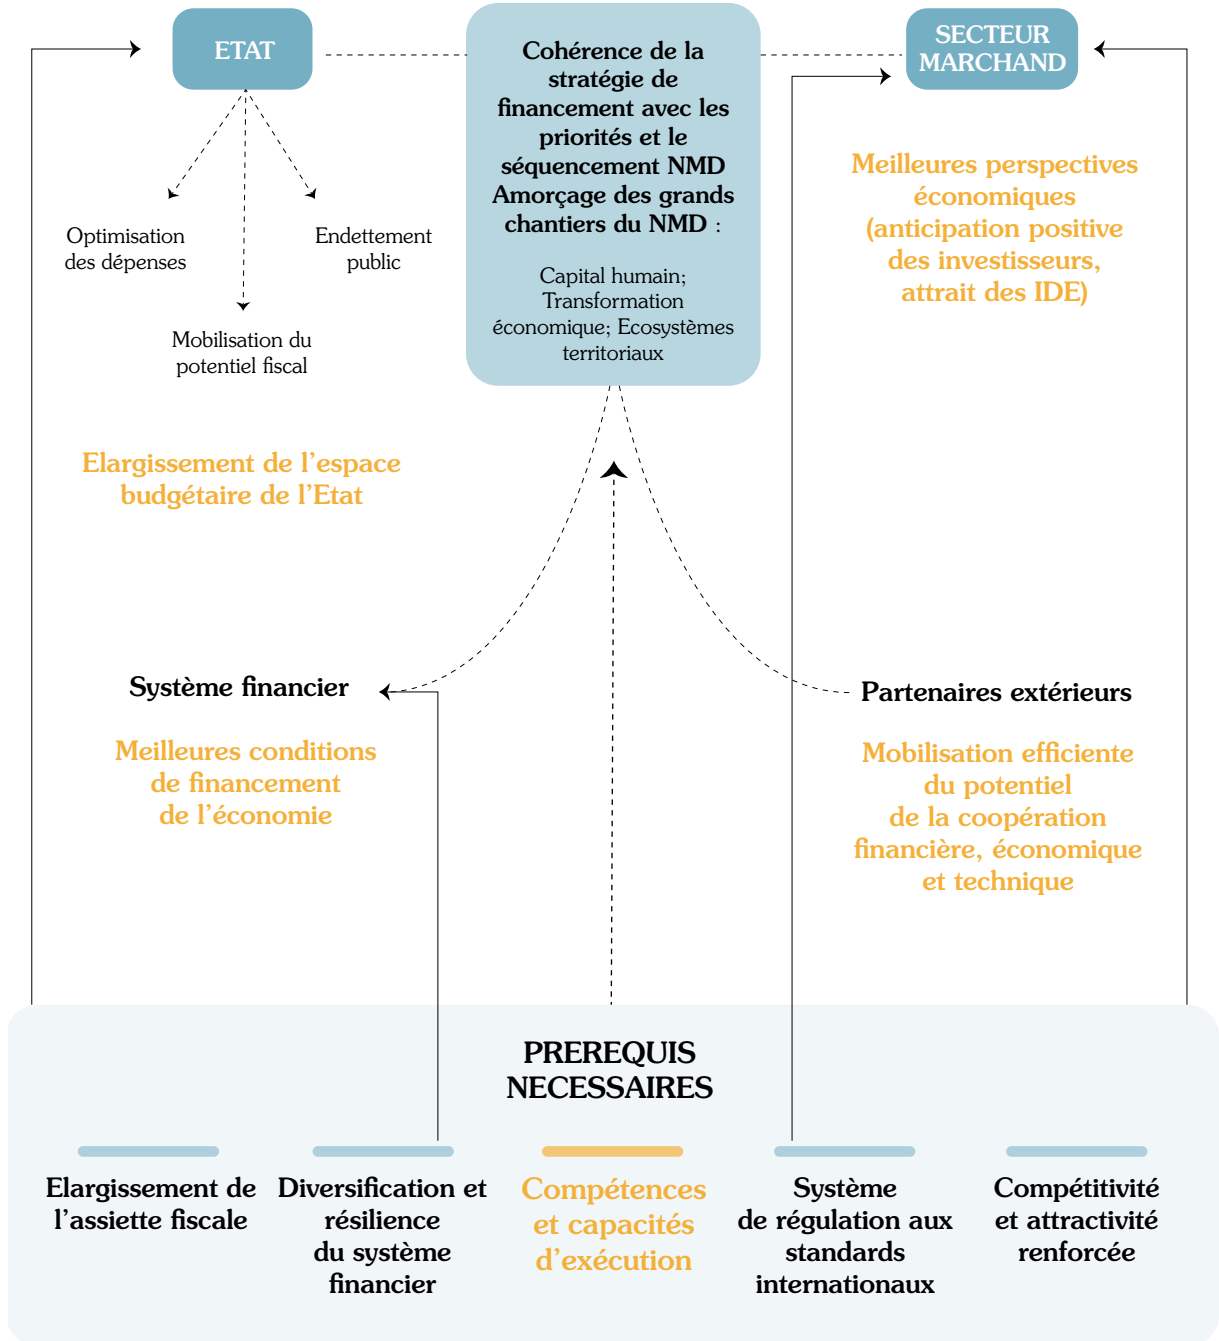 ETAT
Cohérence de la
stratégie de
financement avec les
priorités et le
séquencement NMD
Amorçage des grands
chantiers du NMD :
Capital humain;
Transformation
économique; Ecosystèmes
territoriaux
SECTEUR
MARCHAND
Optimisation
des dépenses
Endettement
public
Mobilisation du
potentiel fiscal
Meilleures perspectives
économiques
(anticipation positive
des investisseurs,
attrait des IDE)
Elargissement de l’espace
budgétaire de l’Etat
Système financier
Meilleures conditions
de financement
de l’économie
Partenaires extérieurs
Mobilisation efficiente
du potentiel
de la coopération
financière, économique
et technique
PREREQUIS
NECESSAIRES
Elargissement de
l’assiette fiscale
Diversification et
résilience
du système
financier
Compétences
et capacités
d’exécution
Système
de régulation aux
standards
internationaux
Compétitivité
et attractivité
renforcée